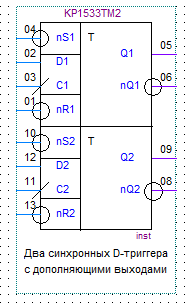 КР1533ТМ2
04 nS1 T
Q1 05
02 D1
03 C1
nQ1 06
01 nR1
10 nS2 T
12 D2
Q2 09
11 C2
nQ2 08
13 nR2
inst
Два синхронных D-триггера
с дополняющими выходами